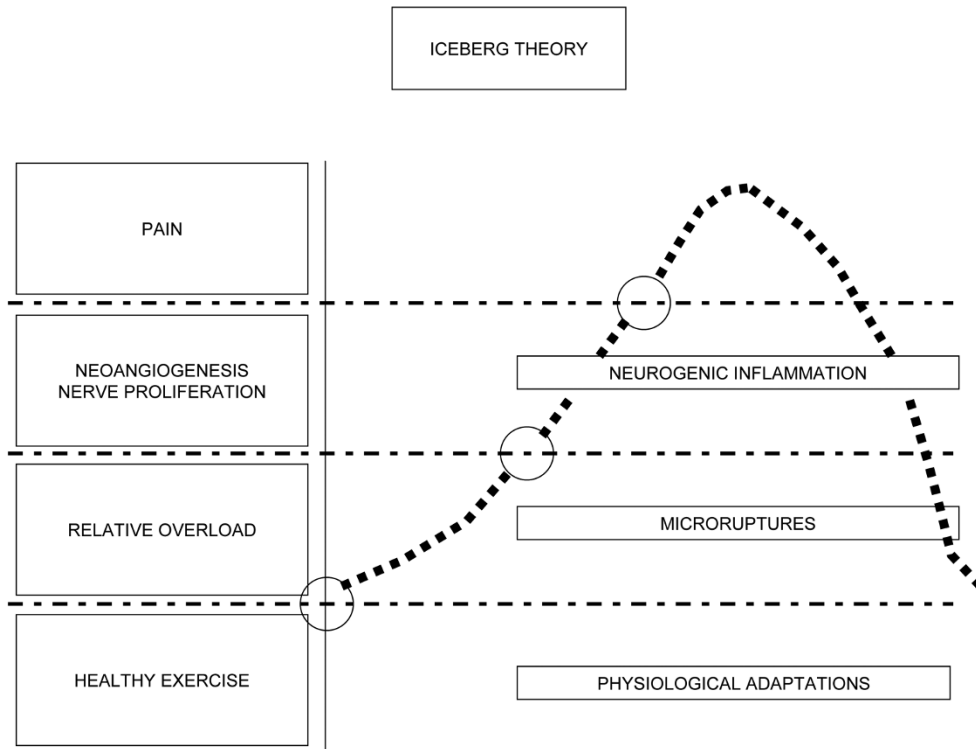 ICEBERG THEORY
PAIN
NEOANGIOGENESIS
NERVE PROLIFERATION
NEUROGENIC INFLAMMATION
RELATIVE OVERLOAD
MICRORUPTURES
HEALTHY EXERCISE
PHYSIOLOGICAL ADAPTATIONS